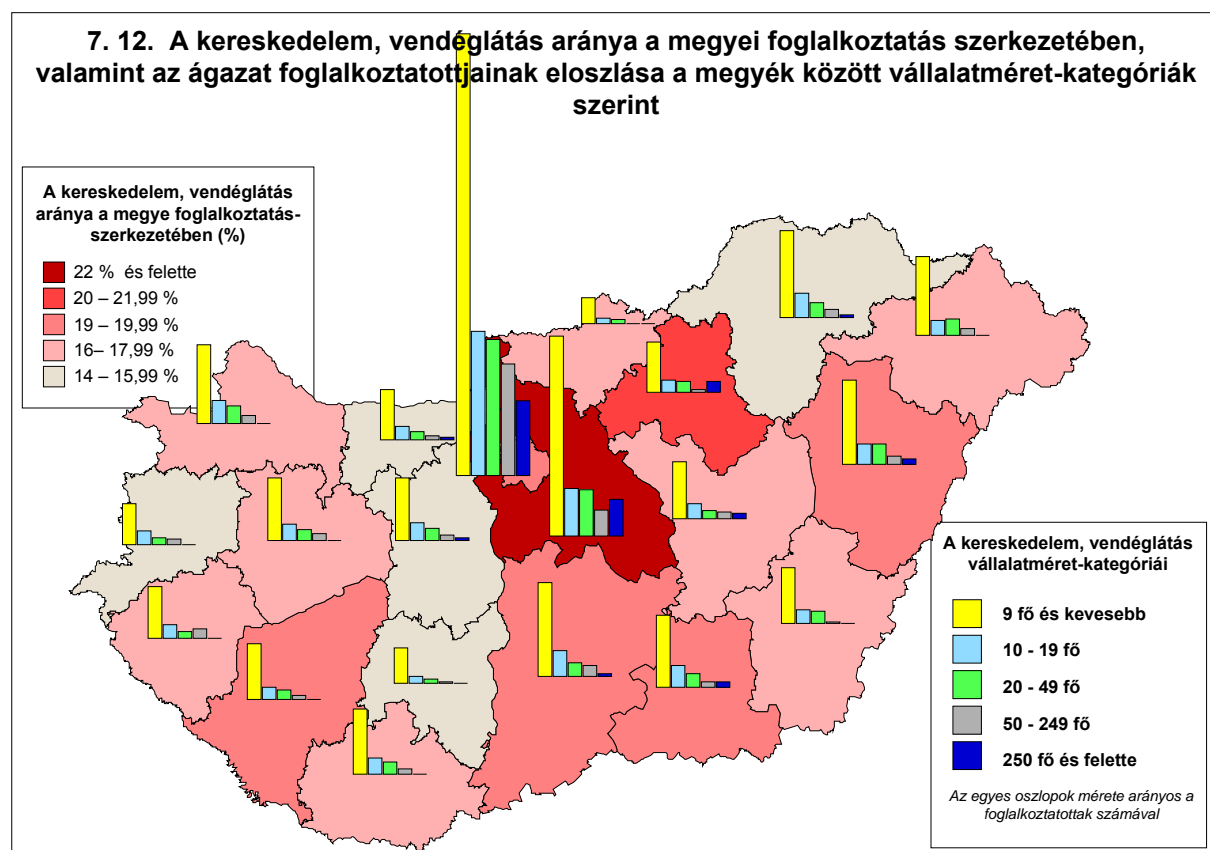 7. 12. A kereskedelem, vendéglátás aránya a megyei foglalkoztatás szerkezetében,
valamint az ágazat foglalkoztatottjainak eloszlása a megyék között vállalatméret-kategóriák
szerint
A kereskedelem, vendéglátás
aránya a megye foglalkoztatás-
szerkezetében (%)
22 % és felette
20 – 21,99 %
19 – 19,99 %
16– 17,99 %
14 – 15,99 %
A kereskedelem, vendéglátás
vállalatméret-kategóriái
9 fő és kevesebb
10 - 19 fő
20 - 49 fő
50 - 249 fő
250 fő és felette
Az egyes oszlopok mérete arányos a
foglalkoztatottak számával